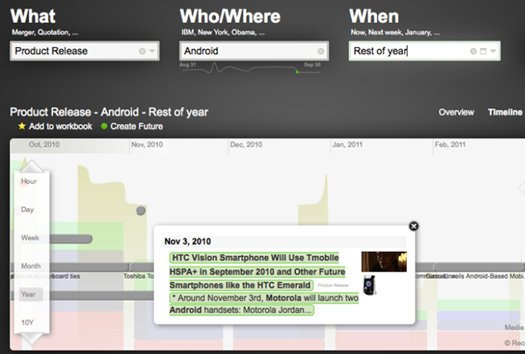 What
Who/Where
When
Merger, Quotation, ...
IBM, New York, Obama, ...
Now, Next week, January, ...
Product Release
Android
Rest of year
Aug 31
Sep 30
Product Release - Android - Rest of year
Overview
Timeline
Add to workbook
Create Future
Oct, 2010
Nov, 2010
Dec, 2010
Jan, 2011
Feb, 2011
Hour
Day
Week
Month
Year
10Y
Nov 3, 2010
HTC Vision Smartphone Will Use Tmobile
HSPA+ in September 2010 and Other Future
Smartphones like the HTC Emerald
Product Release
" Around November 3rd, Motorola will launch two
Android handsets: Motorola Jordan...
ties
Toshiba To
Android-Based Mobi
Media
© Rec